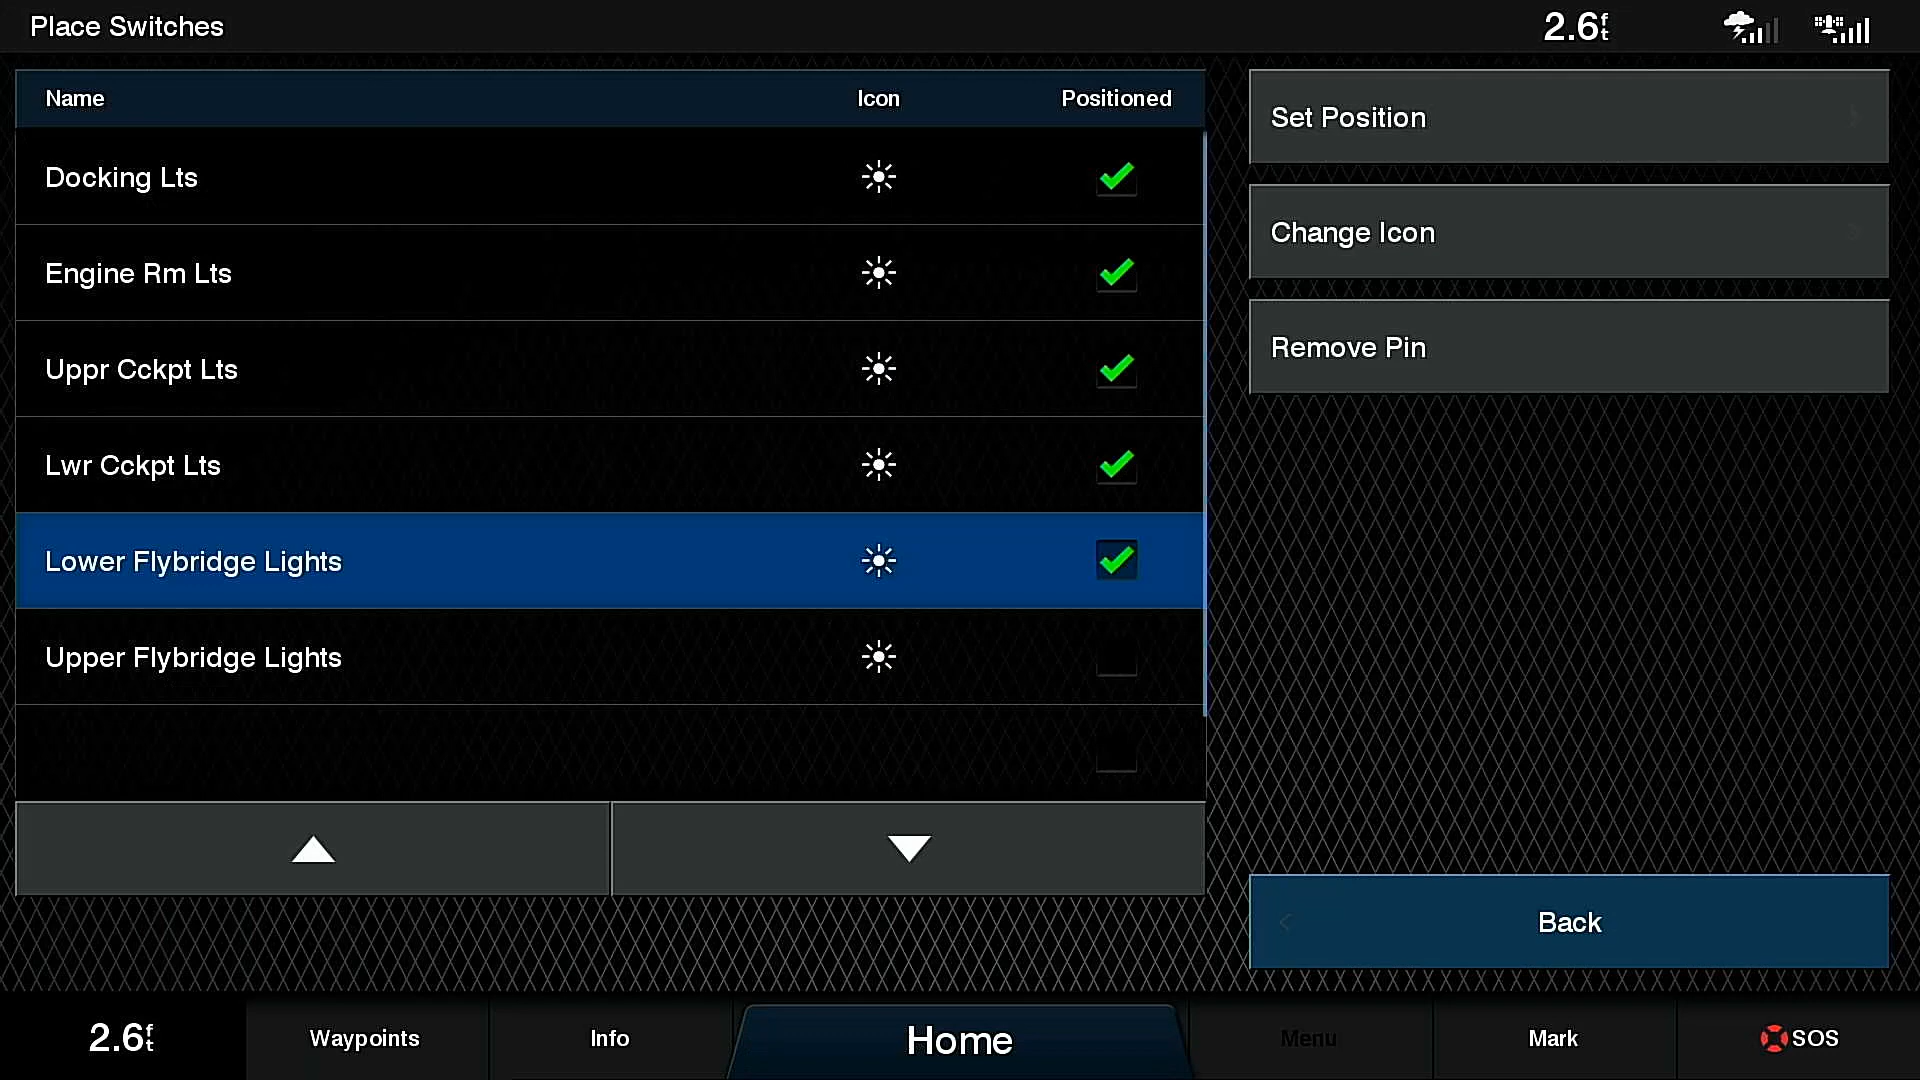 Place Switches
2.6ft
Name Icon Positioned
Docking Lts
Engine Rm Lts
Uppr Cckpt Lts
Lwr Cckpt Lts
Lower Flybridge Lights
Upper Flybridge Lights
Set Position
Change Icon
Remove Pin
Back
2.6ft
Waypoints
Info
Home
Menu
Mark
SOS